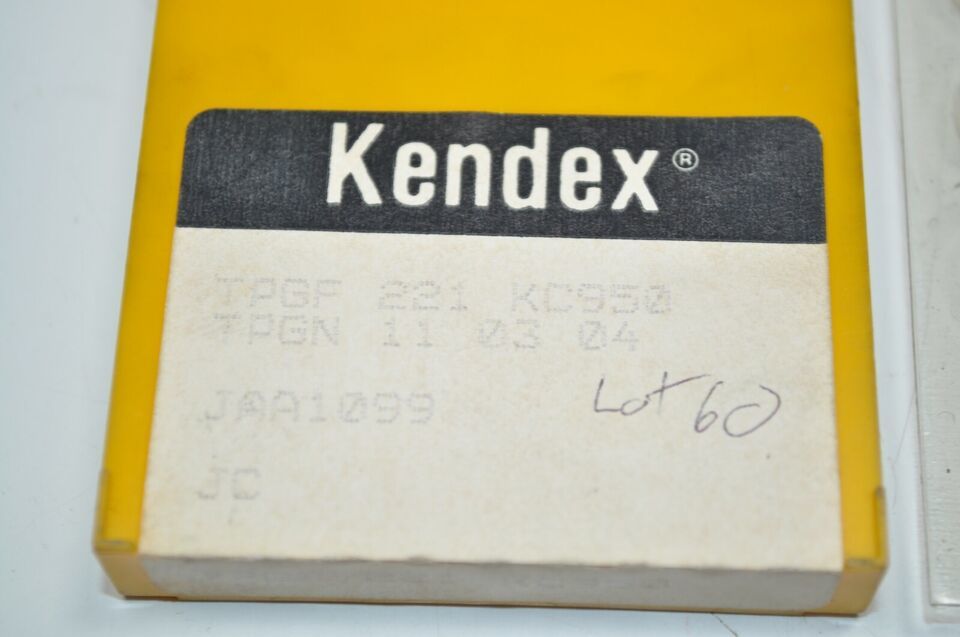 Kendex®
TPGF 221 KC950
TPGN 11 03 04
JAA1099
Lot 60
JC